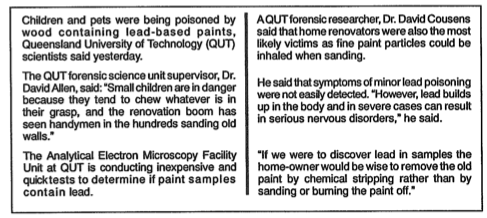 Children and pets were being poisoned by
wood containing lead-based paints,
Queensland University of Technology (QUT)
scientists said yesterday.
The QUT forensic science unit supervisor, Dr.
David Allen, said: "Small children are in danger
because they tend to chew whatever is in
their grasp, and the renovation boom has
seen handymen in the hundreds sanding old
walls."
The Analytical Electron Microscopy Facility
Unit at QUT is conducting inexpensive and
quicktests to determine if paint samples
contain lead.
A QUT forensic researcher, Dr. David Cousens
said that home renovators were also the most
likely victims as fine paint particles could be
inhaled when sanding.
He said that symptoms of minor lead poisoning
were not easily detected. "However, lead builds
up in the body and in severe cases can result
in serious nervous disorders," he said.
"If we were to discover lead in samples the
home-owner would be wise to remove the old
paint by chemical stripping rather than by
sanding or burning the paint off."